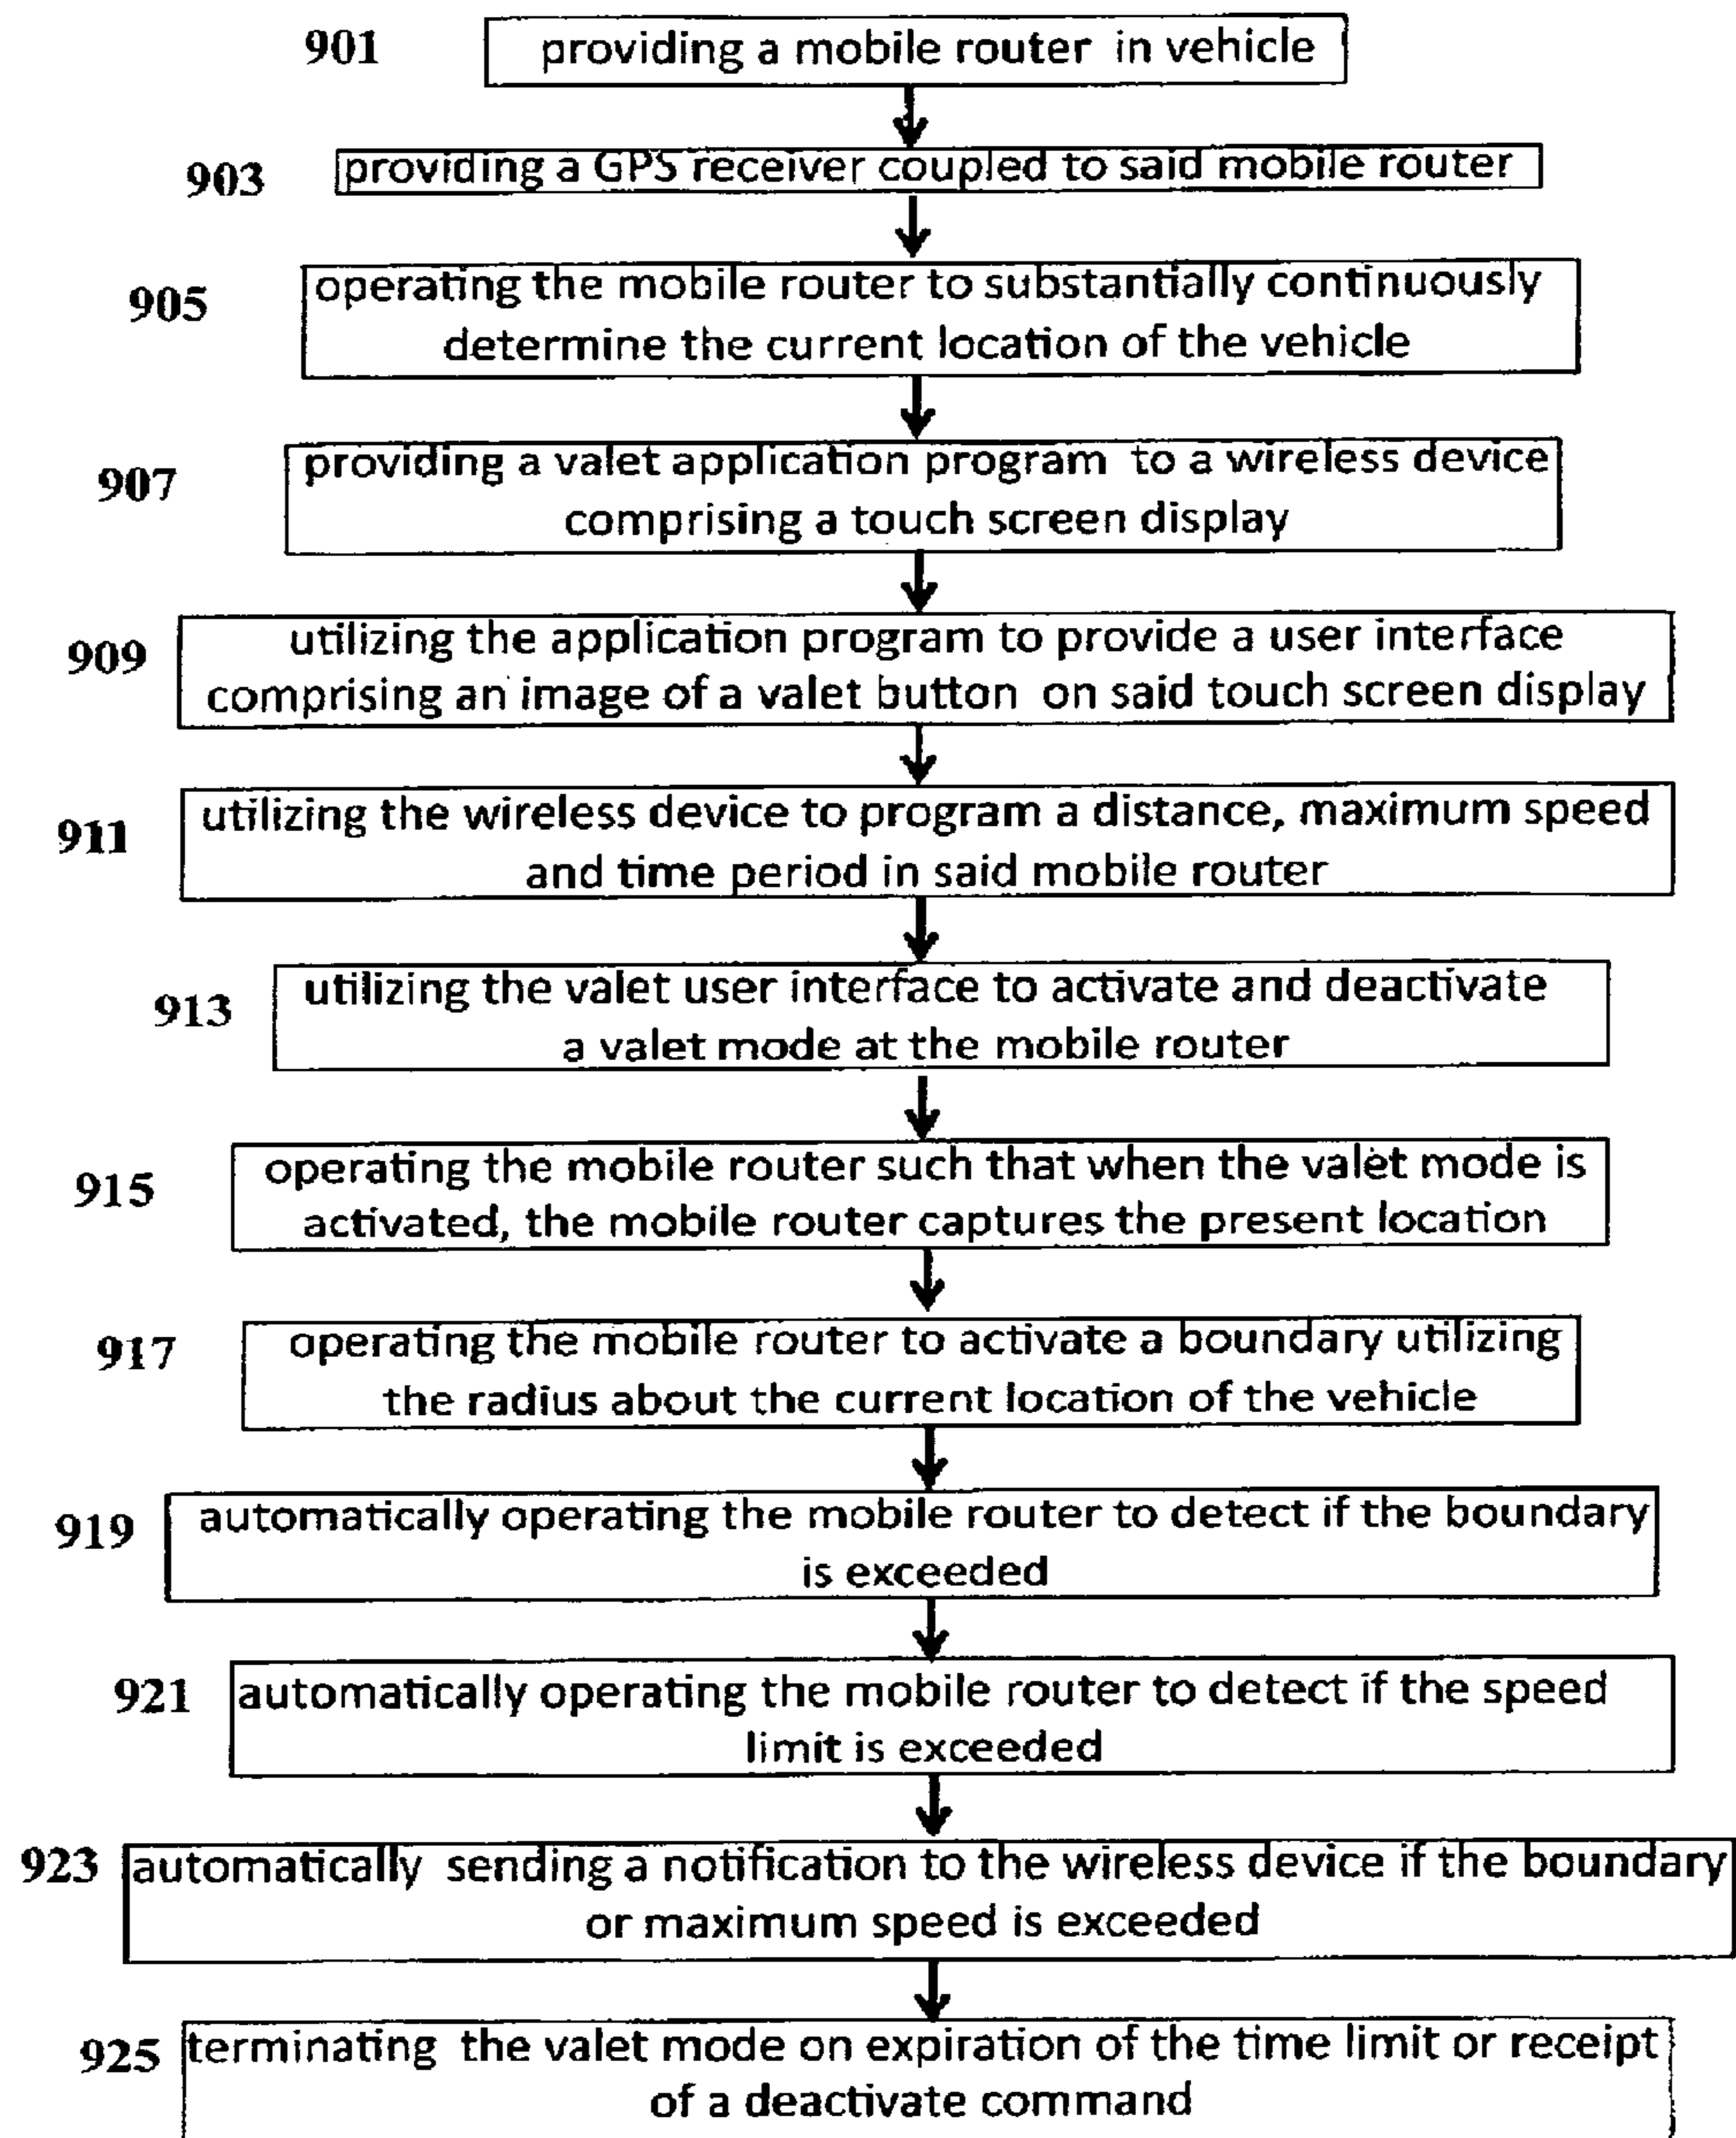 901 providing a mobile router in vehicle
903 providing a GPS receiver coupled to said mobile router
905 operating the mobile router to substantially continuously
determine the current location of the vehicle
907 providing a valet application program to a wireless device
comprising a touch screen display
909 utilizing the application program to provide a user interface
comprising an image of a valet button on said touch screen display
911 utilizing the wireless device to program a distance, maximum speed
and time period in said mobile router
913 utilizing the valet user interface to activate and deactivate
a valet mode at the mobile router
915 operating the mobile router such that when the valet mode is
activated, the mobile router captures the present location
917 operating the mobile router to activate a boundary utilizing
the radius about the current location of the vehicle
919 automatically operating the mobile router to detect if the boundary
is exceeded
921 automatically operating the mobile router to detect if the speed
limit is exceeded
923 automatically sending a notification to the wireless device if the boundary
or maximum speed is exceeded
925 terminating the valet mode on expiration of the time limit or receipt
of a deactivate command